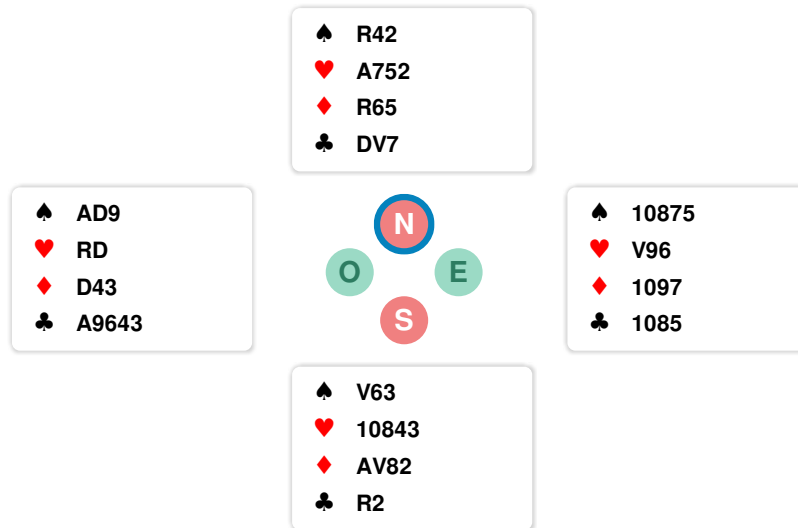 ♠ R42
♥ A752
♦ R65
♣ DV7
♠ AD9
♥ RD
♦ D43
♣ A9643
N
O
E
S
♠ 10875
♥ V96
♦ 1097
♣ 1085
♠ V63
♥ 10843
♦ AV82
♣ R2